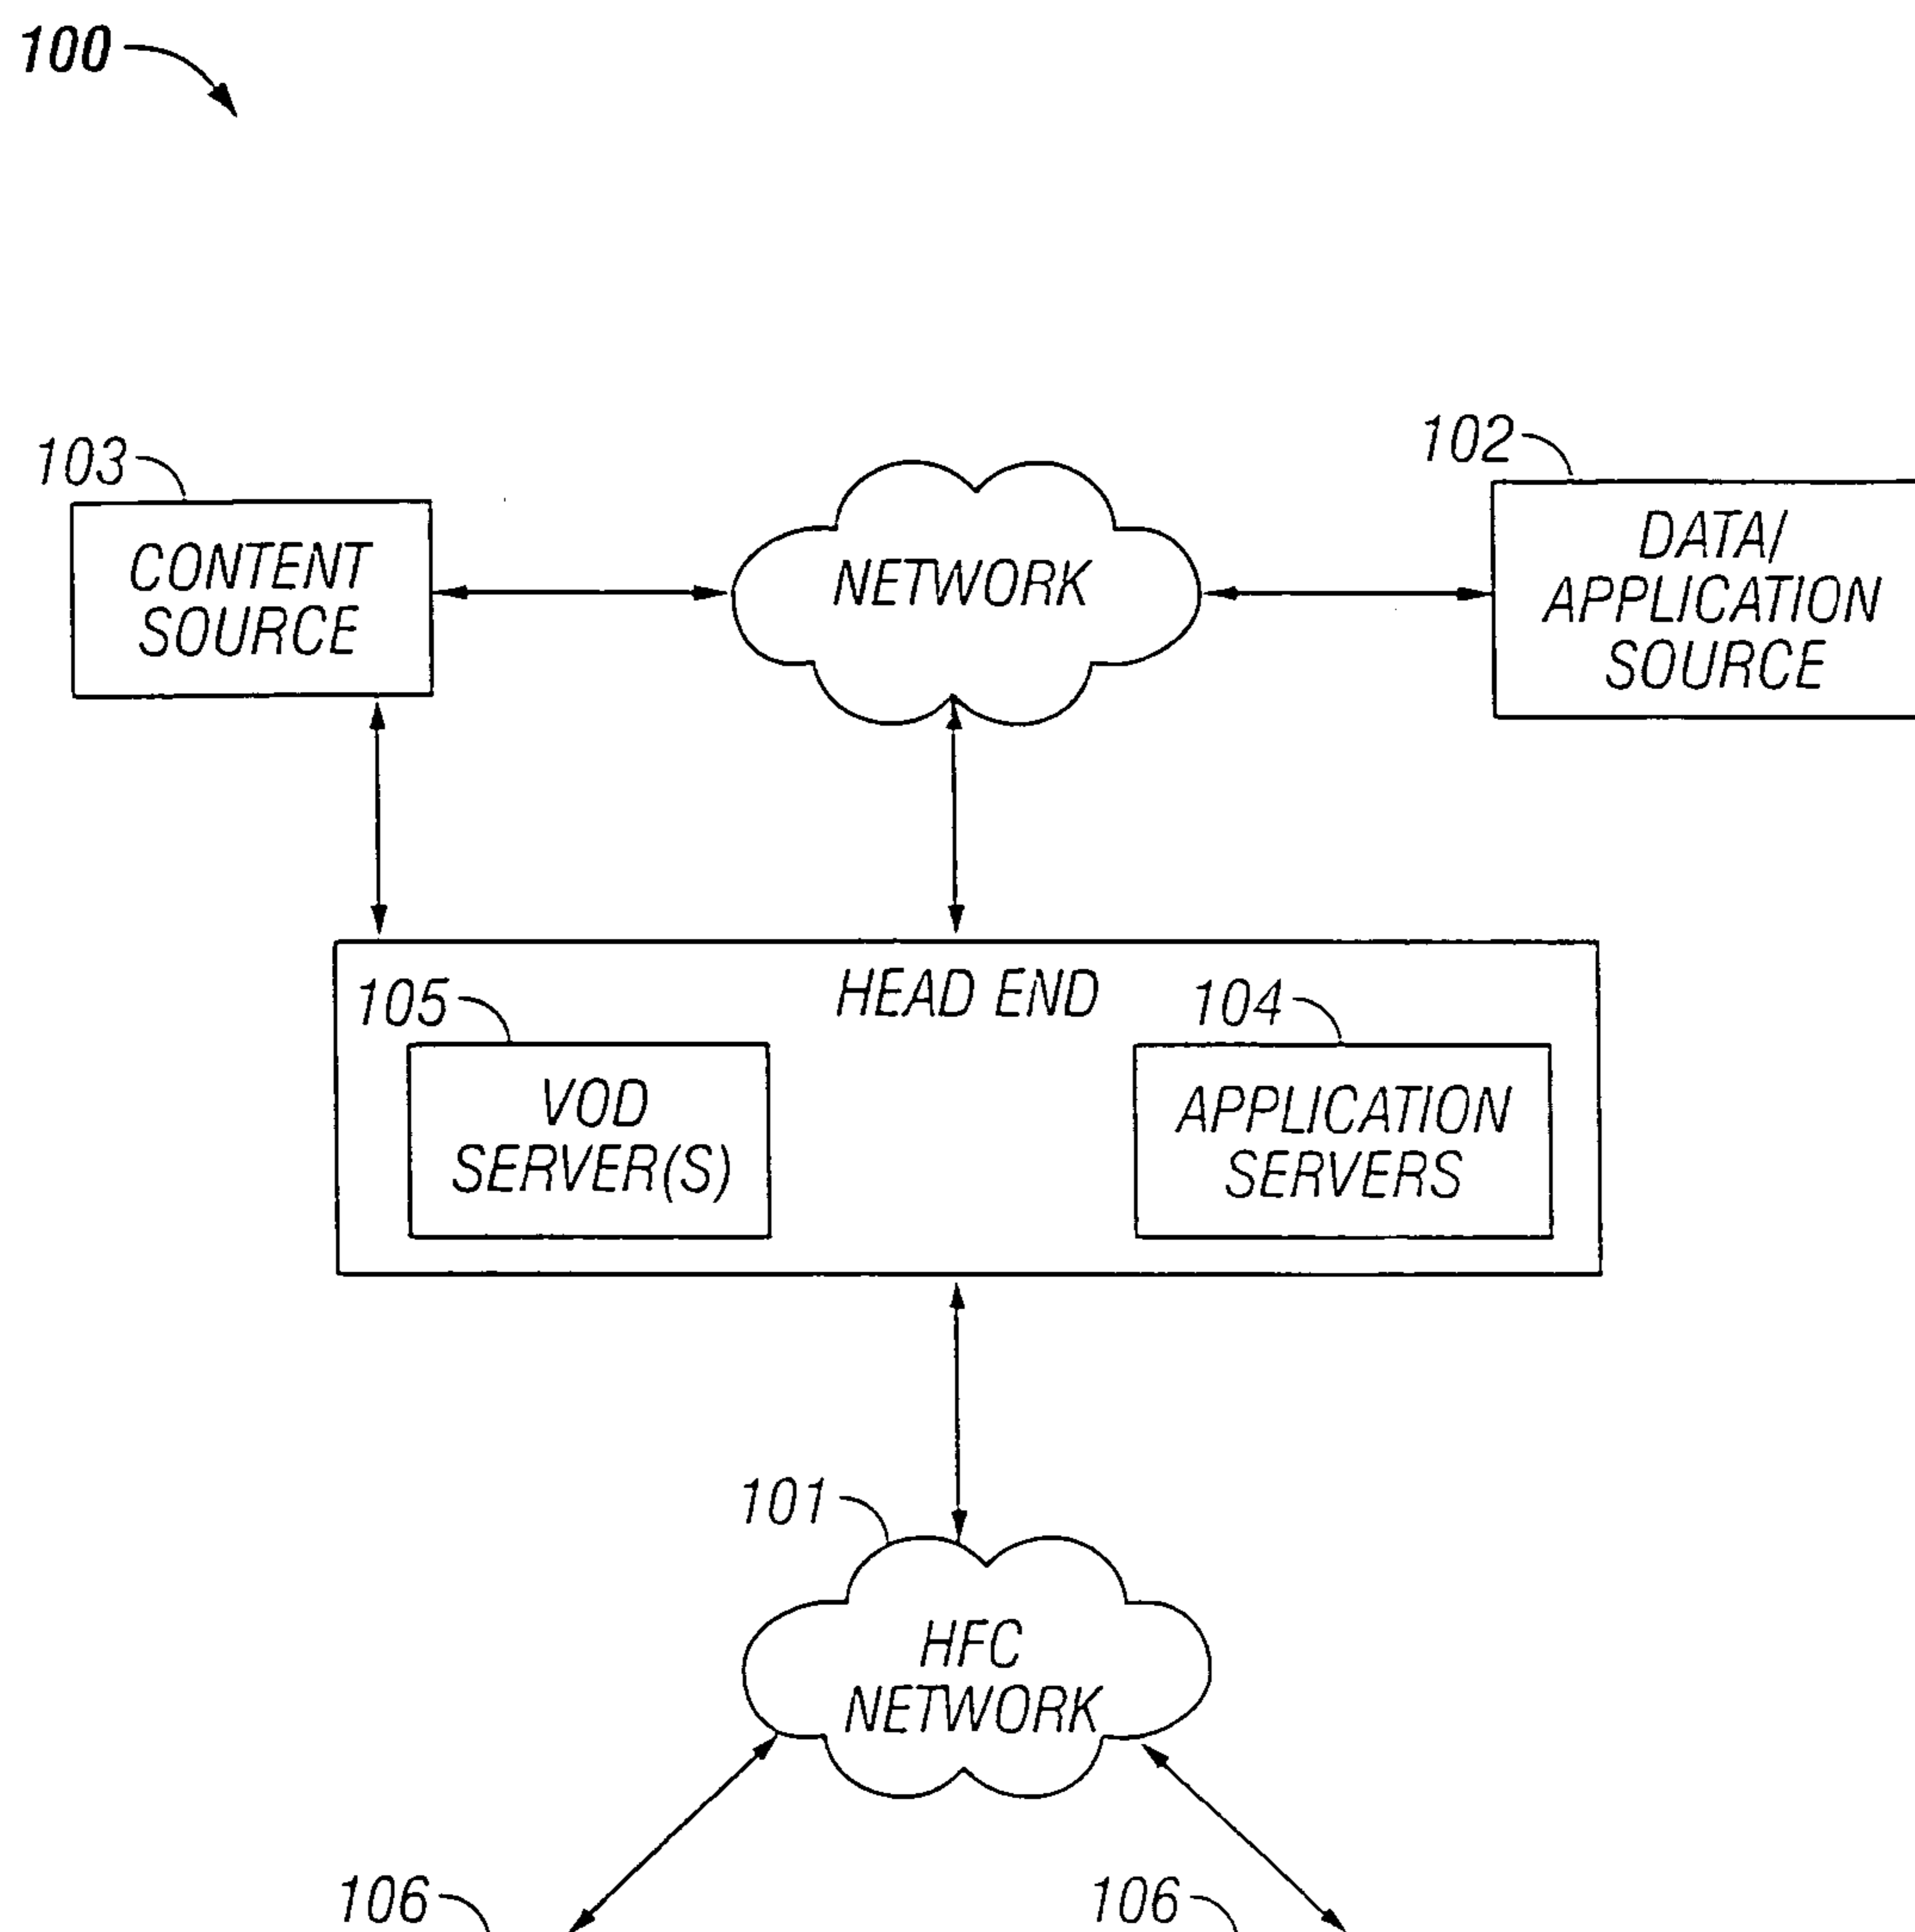 100
103
102
CONTENT
SOURCE
NETWORK
DATA/
APPLICATION
SOURCE
HEAD END
105
104
VOD
SERVER(S)
APPLICATION
SERVERS
101
HFC
NETWORK
106
106